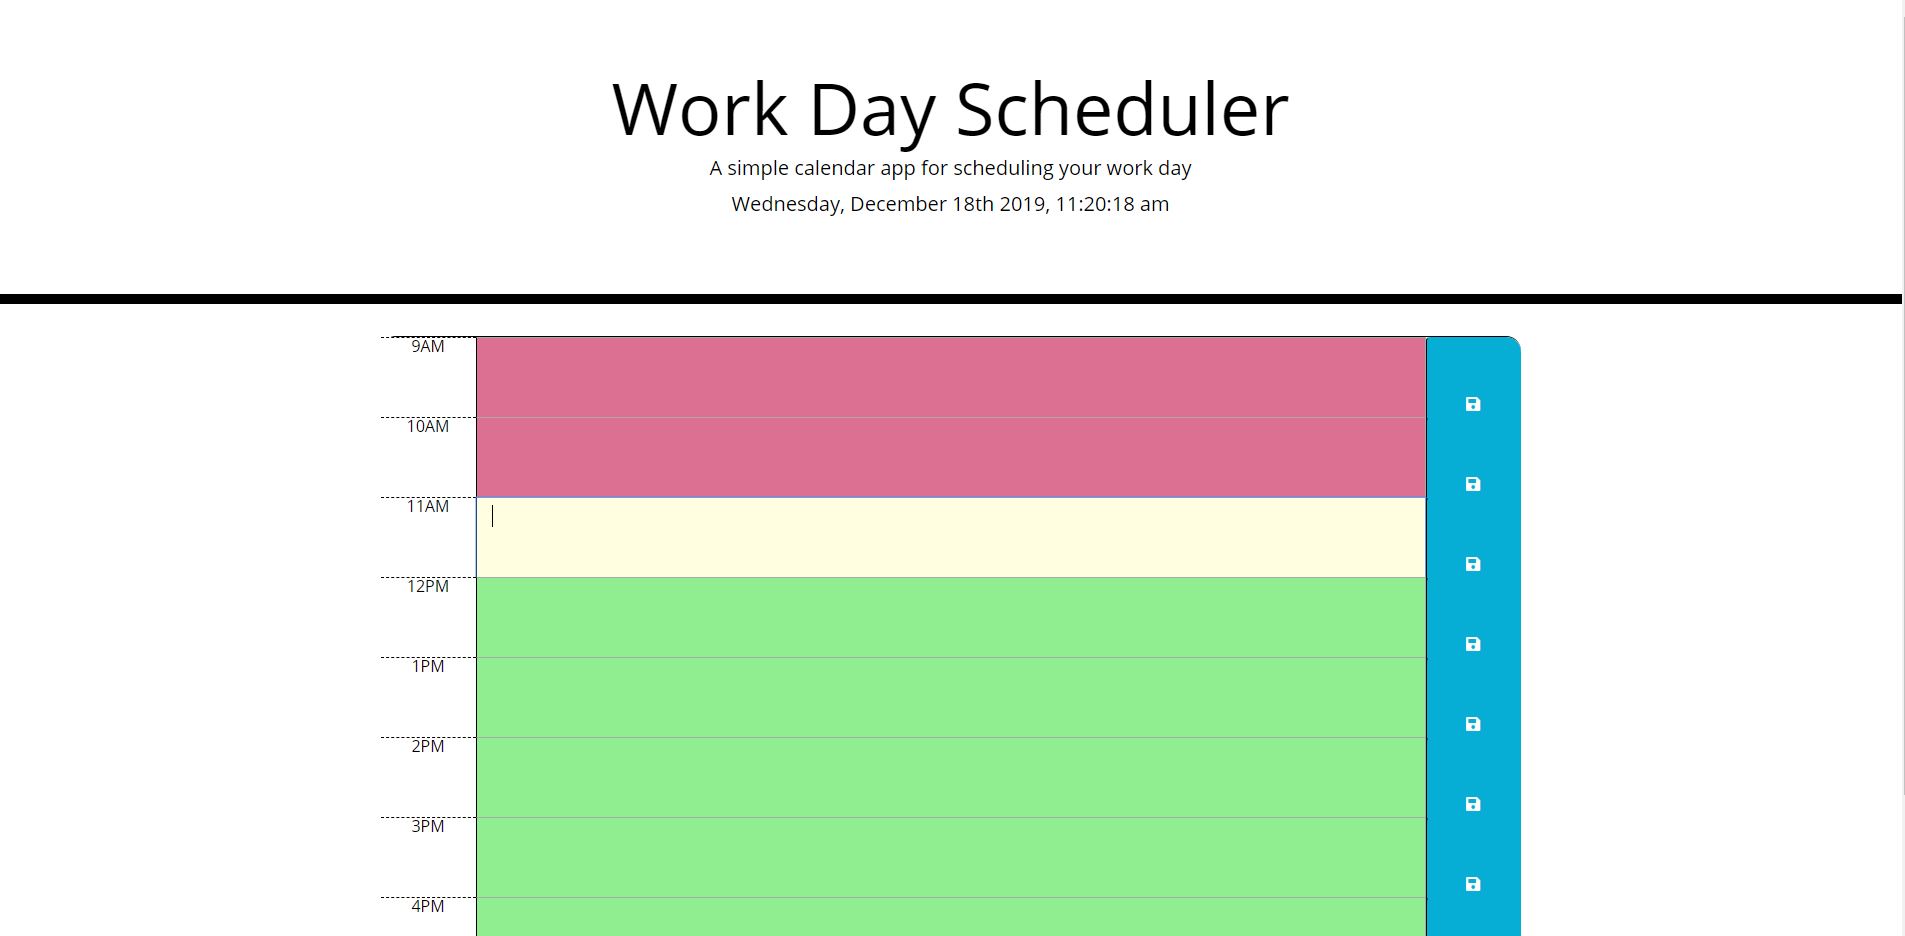 Work Day Scheduler
A simple calendar app for scheduling your work day
Wednesday, December 18th 2019, 11:20:18 am
9AM
10AM
11AM
12PM
1PM
2PM
3PM
4PM